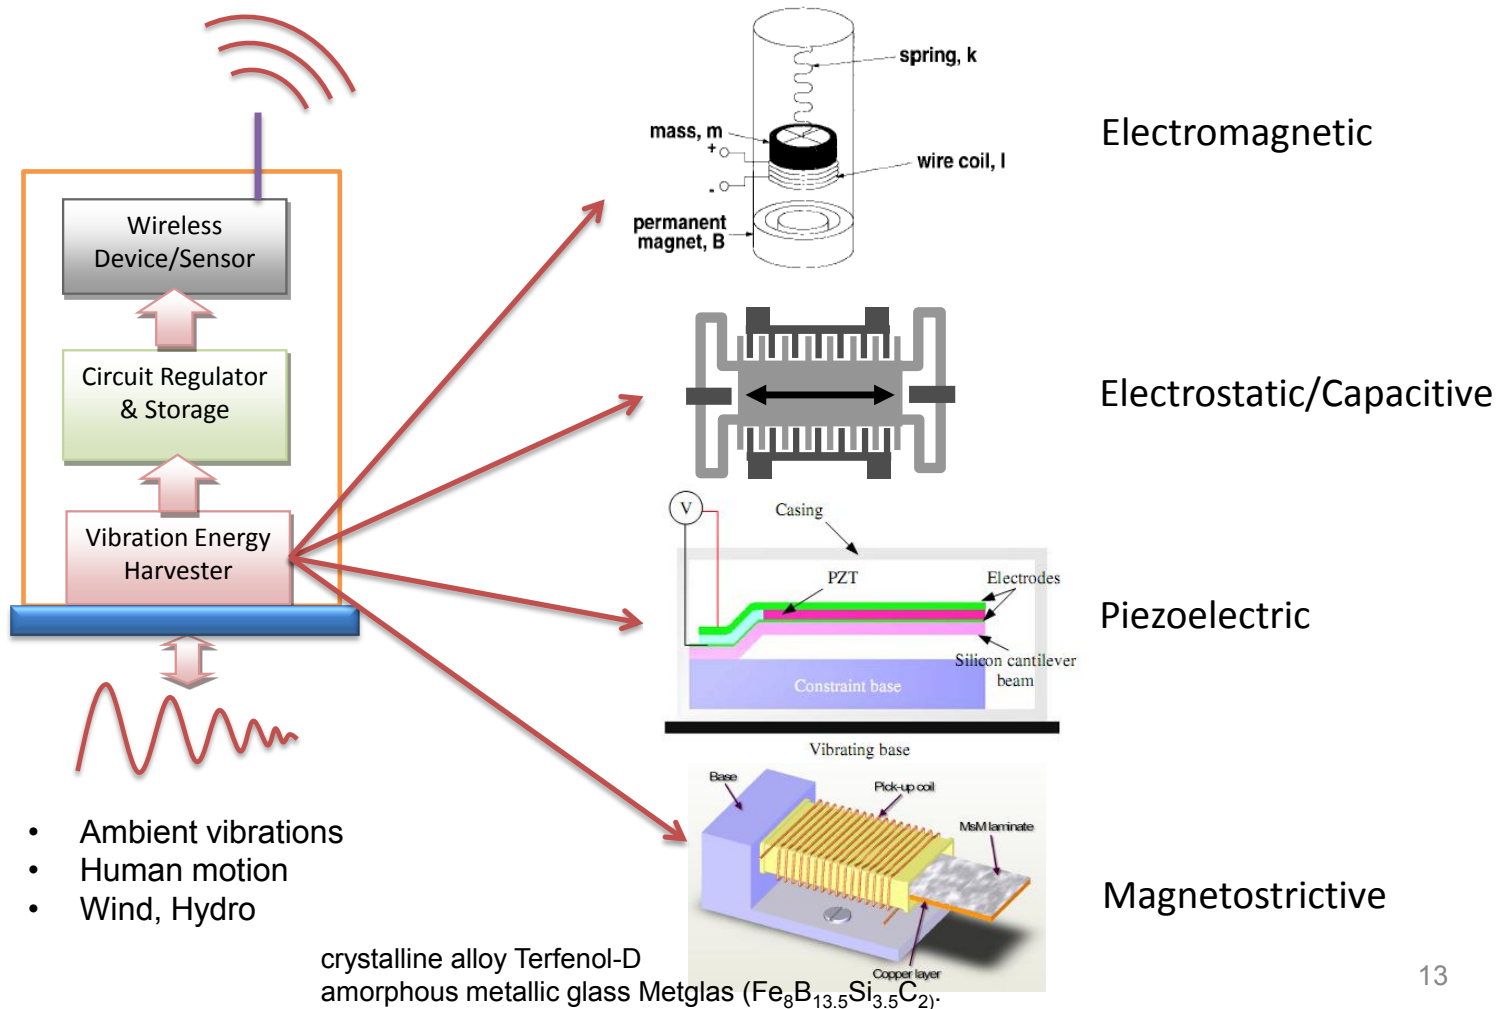 Wireless
Device/Sensor
Circuit Regulator
& Storage
Vibration Energy
Harvester
• Ambient vibrations
• Human motion
• Wind, Hydro
spring, k
mass, m
+
-
wire coil, l
permanent
magnet, B
Electromagnetic
Electrostatic/Capacitive
V
Casing
PZT
Electrodes
Silicon cantilever
beam
Constraint base
Vibrating base
Piezoelectric
Base
Pick-up coil
MsM laminate
Copper layer
Magnetostrictive
crystalline alloy Terfenol-D
amorphous metallic glass Metglas (Fe₈B₁₃.₅Si₃.₅C₂).
13